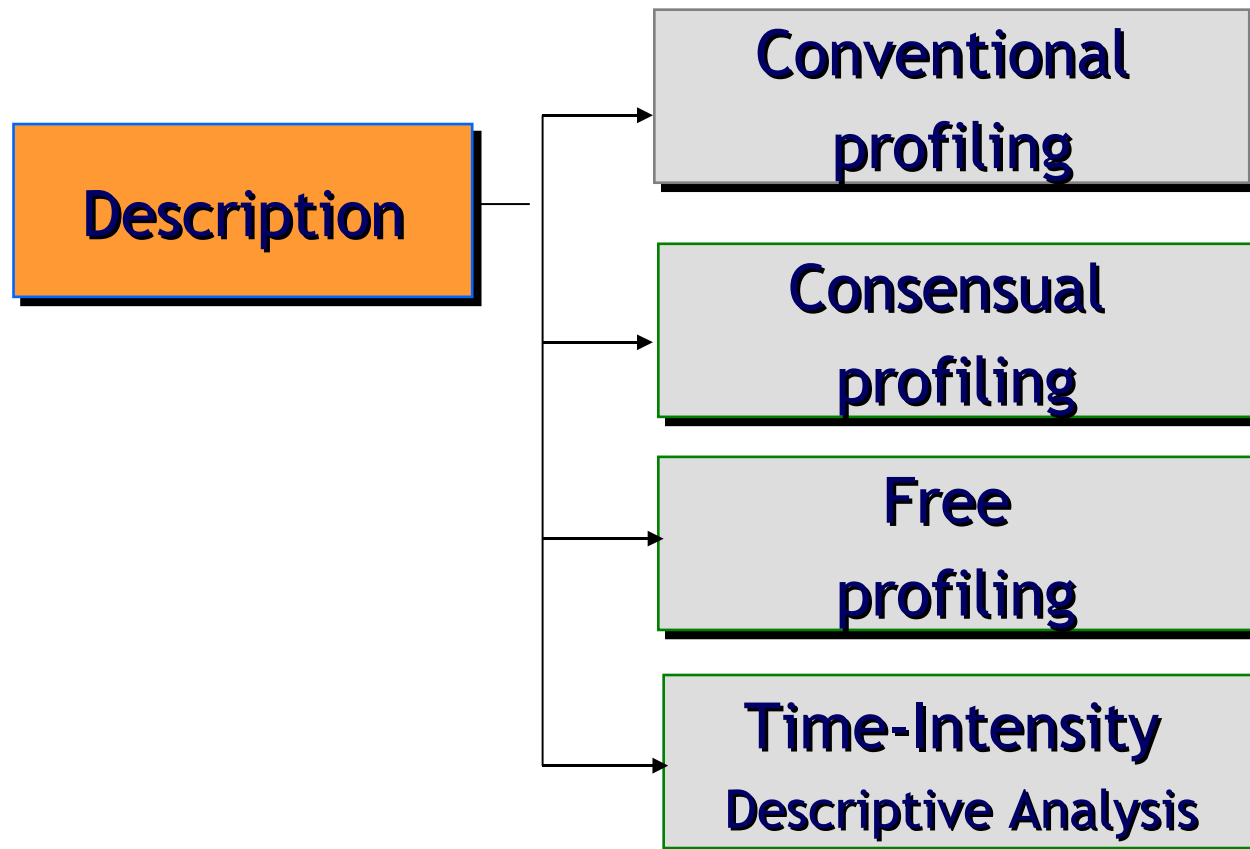 Description
Conventional
profiling
Consensual
profiling
Free
profiling
Time-Intensity
Descriptive Analysis